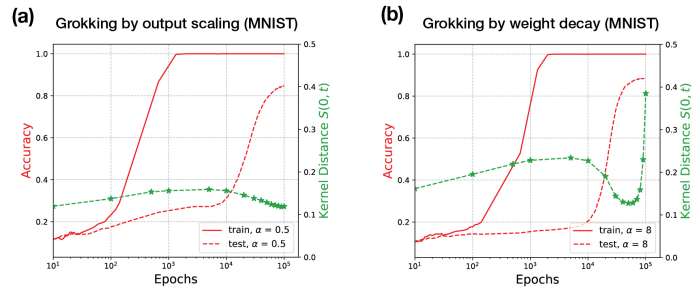 (a)
Grokking by output scaling (MNIST)
1.0
0.8
0.6
0.4
0.2
Accuracy
0.5
0.4
0.3
0.2
0.1
0.0
Kernel Distance S(0, t)
train, α = 0.5
test, α = 0.5
10¹ 10² 10³ 10⁴ 10⁵
Epochs
(b)
Grokking by weight decay (MNIST)
1.0
0.8
0.6
0.4
0.2
Accuracy
0.5
0.4
0.3
0.2
0.1
0.0
Kernel Distance S(0, t)
train, α = 8
test, α = 8
10¹ 10² 10³ 10⁴ 10⁵
Epochs